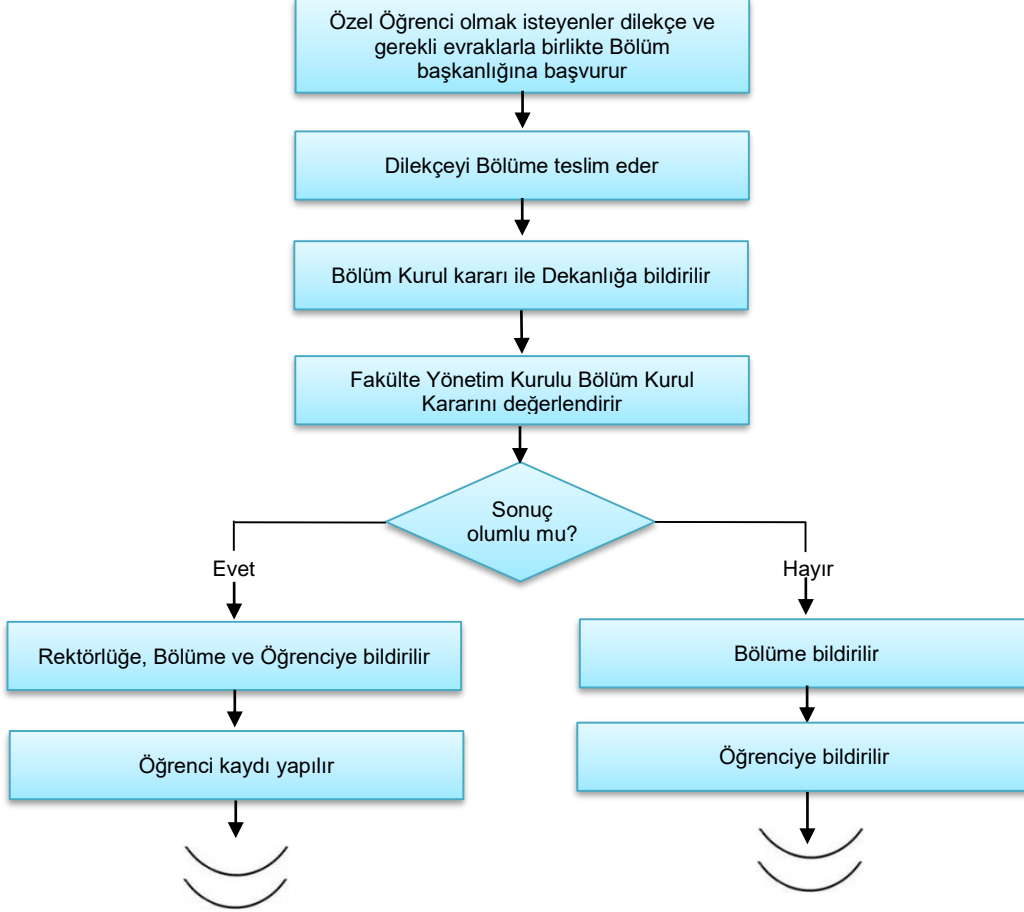 Özel Öğrenci olmak isteyenler dilekçe ve
gerekli evraklarla birlikte Bölüm
başkanlığına başvurur
Dilekçeyi Bölüme teslim eder
Bölüm Kurul kararı ile Dekanlığa bildirilir
Fakülte Yönetim Kurulu Bölüm Kurul
Kararını değerlendirir
Sonuç
olumlu mu?
Evet
Hayır
Rektörlüğe, Bölüme ve Öğrenciye bildirilir
Bölüme bildirilir
Öğrenci kaydı yapılır
Öğrenciye bildirilir